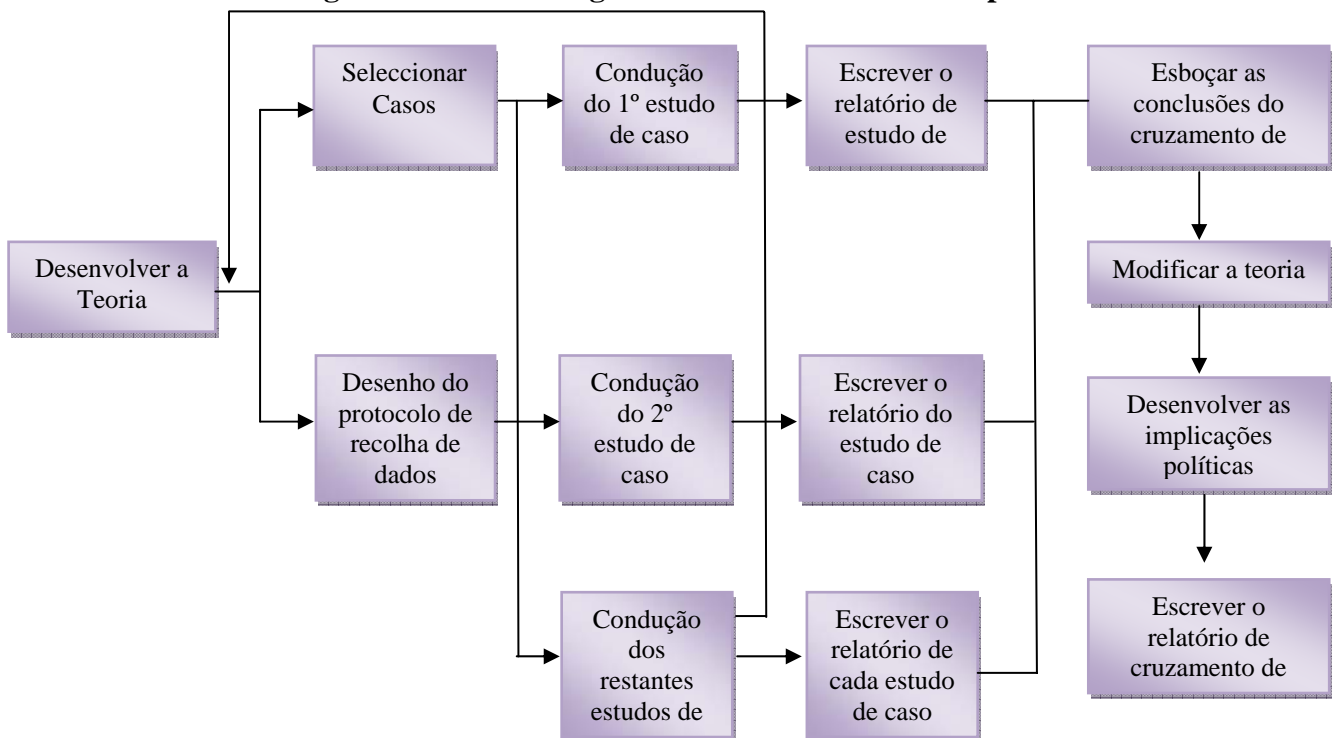 Seleccionar
Casos
Condução
do 1º estudo
de caso
Escrever o
relatório de
estudo de
Esboçar as
conclusões do
cruzamento de
Desenvolver a
Teoria
Modificar a teoria
Desenho do
protocolo de
recolha de
dados
Condução
do 2º
estudo de
caso
Escrever o
relatório do
estudo de
caso
Desenvolver as
implicações
políticas
Condução
dos
restantes
estudos de
Escrever o
relatório de
cada estudo
de caso
Escrever o
relatório de
cruzamento de